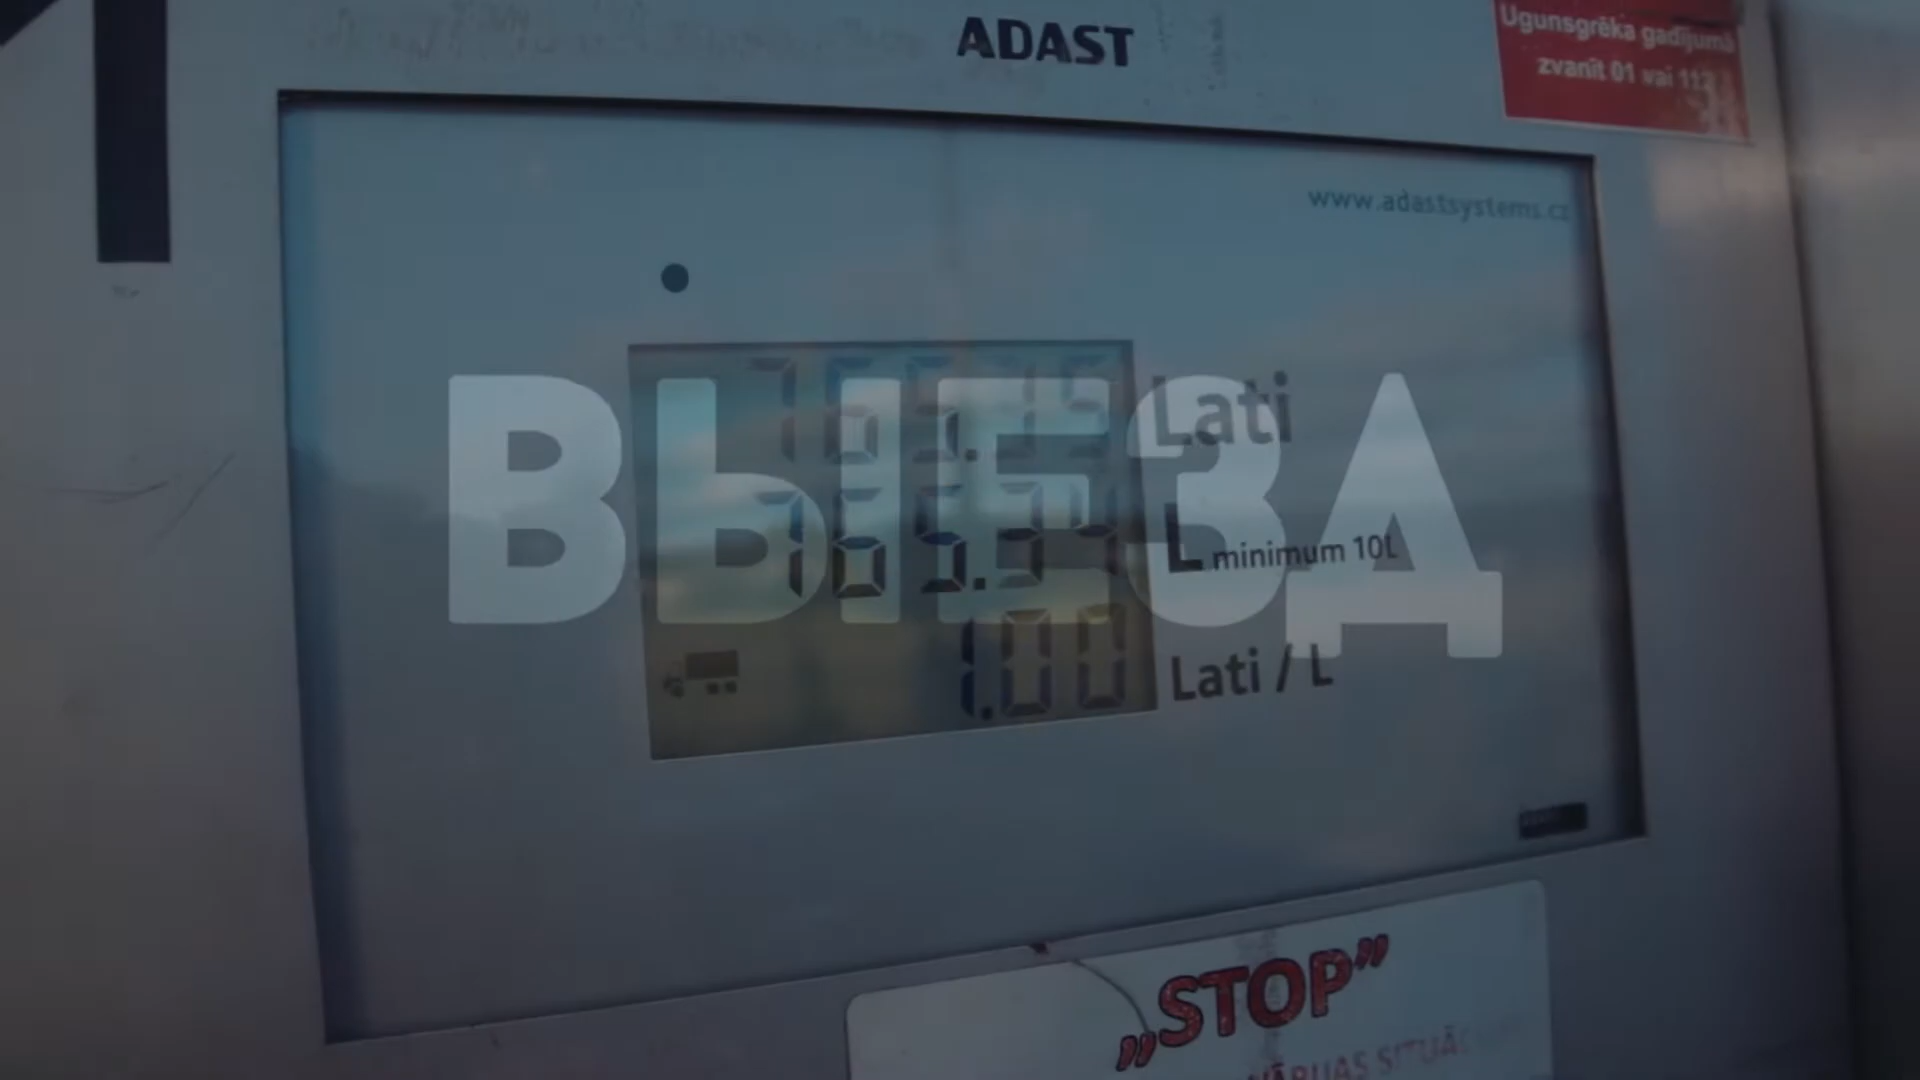 ADAST
Ugunsgrēka gadījumā
zvanīt 01 vai 112
www.adastsystems.cz
Lati
ВЫЕЗД
L minimum 10L
1.00 Lati / L
„STOP”